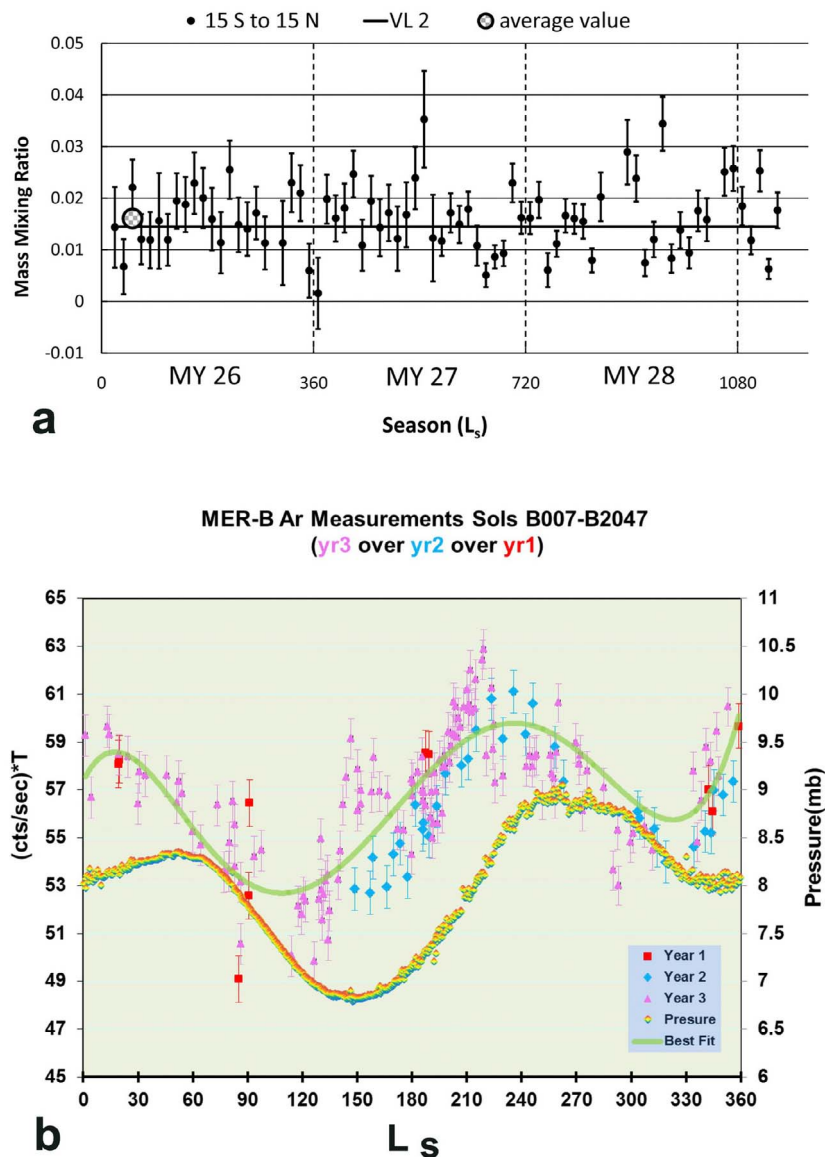 15 S to 15 N VL 2 average value
0.05
0.04
0.03
0.02
0.01
0
-0.01
Mass Mixing Ratio
MY 26 MY 27 MY 28
0 360 720 1080
Season (Ls)
a
MER-B Ar Measurements Sols B007-B2047
(yr3 over yr2 over yr1)
65
63
61
59
57
55
53
51
49
47
45
(cts/sec)*T
11
10.5
10
9.5
9
8.5
8
7.5
7
6.5
6
Pressure(mb)
Year 1
Year 2
Year 3
Presure
Best Fit
0 30 60 90 120 150 180 210 240 270 300 330 360
b
L s